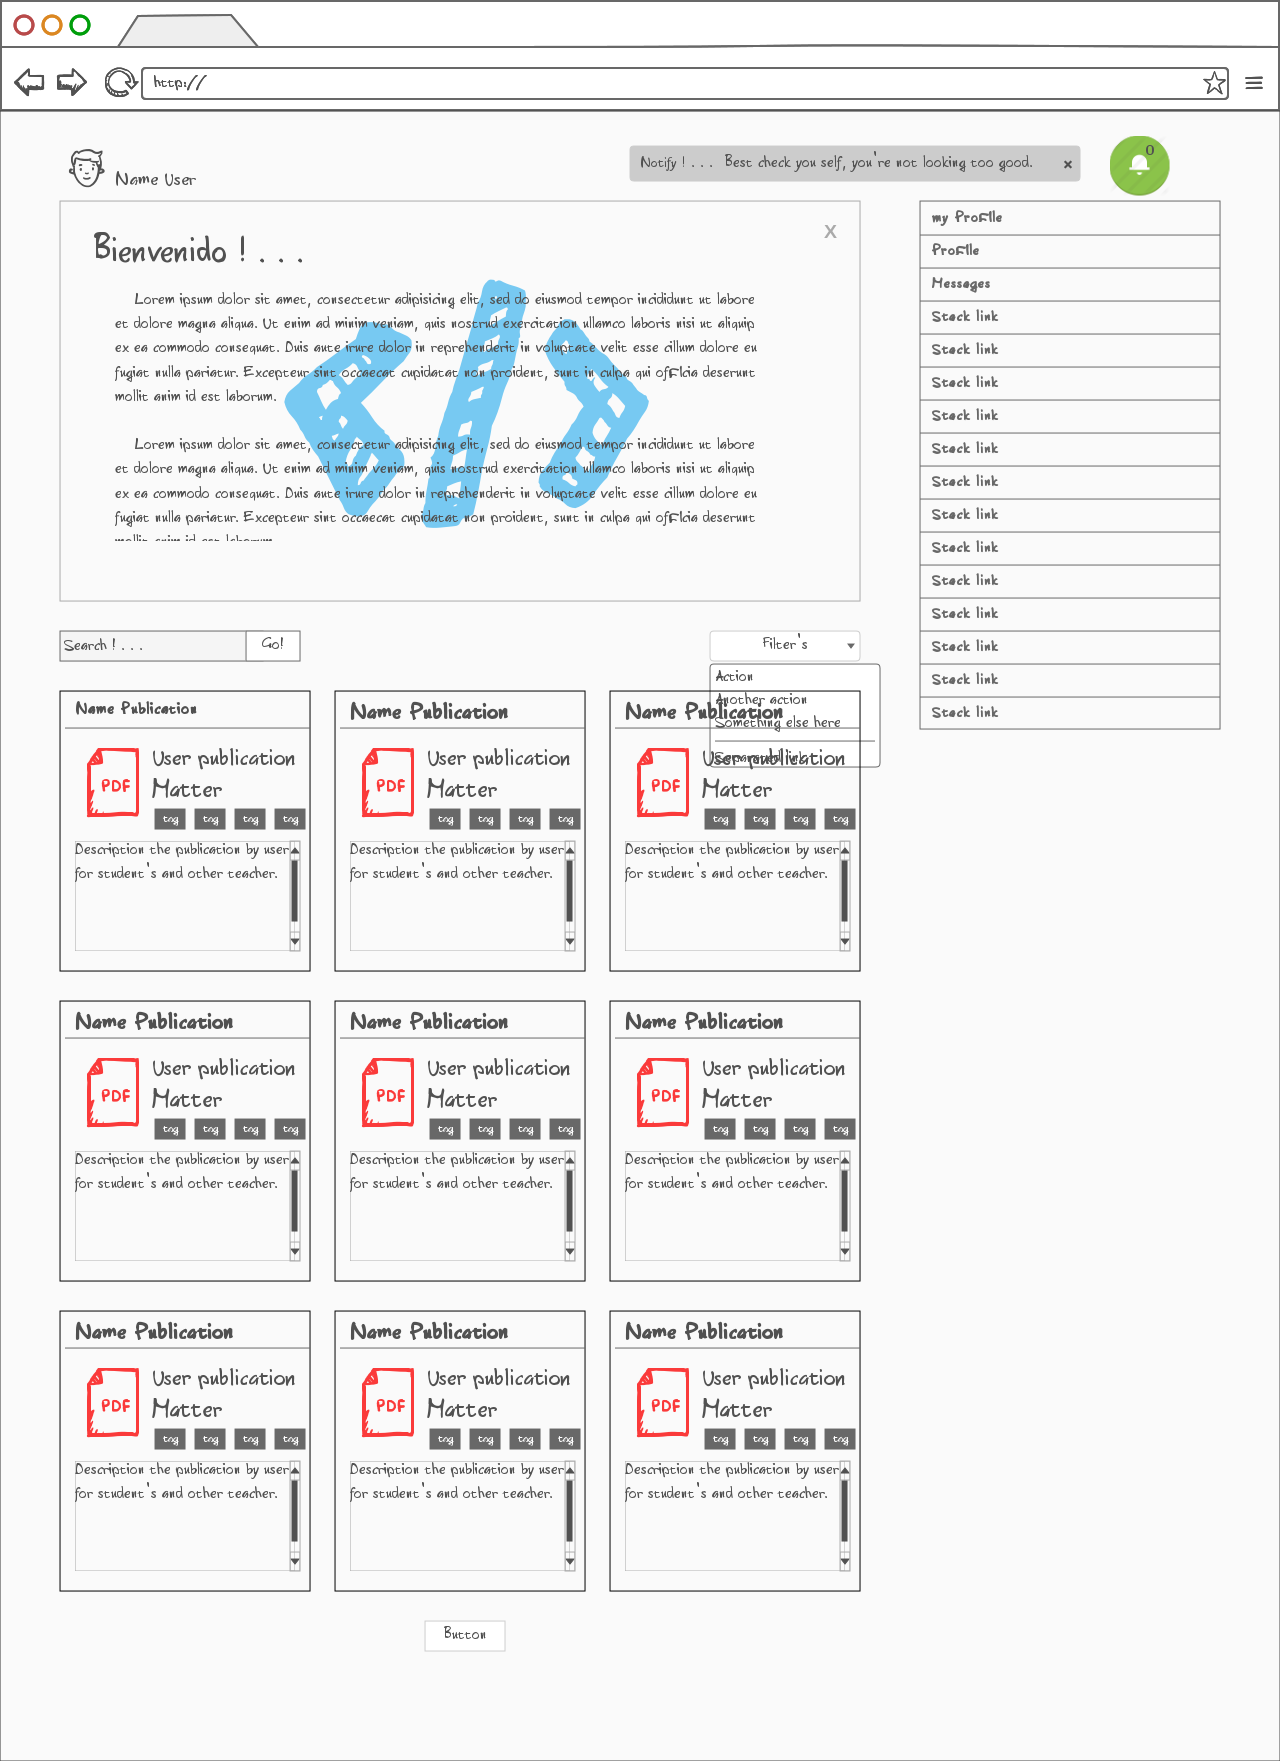 http://
Name User
Notify ! . . .   Best check you self, you're not looking too good.
×
0
Bienvenido ! . . .
X
Lorem ipsum dolor sit amet, consectetur adipisicing elit, sed do eiusmod tempor incididunt ut labore
et dolore magna aliqua. Ut enim ad minim veniam, quis nostrud exercitation ullamco laboris nisi ut aliquip
ex ea commodo consequat. Duis aute irure dolor in reprehenderit in voluptate velit esse cillum dolore eu
fugiat nulla pariatur. Excepteur sint occaecat cupidatat non proident, sunt in culpa qui officia deserunt
mollit anim id est laborum.
Lorem ipsum dolor sit amet, consectetur adipisicing elit, sed do eiusmod tempor incididunt ut labore
et dolore magna aliqua. Ut enim ad minim veniam, quis nostrud exercitation ullamco laboris nisi ut aliquip
ex ea commodo consequat. Duis aute irure dolor in reprehenderit in voluptate velit esse cillum dolore eu
fugiat nulla pariatur. Excepteur sint occaecat cupidatat non proident, sunt in culpa qui officia deserunt
mollit anim id est laborum.
my Profile
Profile
Messages
Stack link
Stack link
Stack link
Stack link
Stack link
Stack link
Stack link
Stack link
Stack link
Stack link
Stack link
Stack link
Stack link
Search ! . . .
Go!
Filter's
Action
Another action
Something else here
Separated link
Name Publication
PDF
User publication
Matter
tag tag tag tag
Description the publication by user
for student's and other teacher.
Name Publication
PDF
User publication
Matter
tag tag tag tag
Description the publication by user
for student's and other teacher.
Name Publication
PDF
User publication
Matter
tag tag tag tag
Description the publication by user
for student's and other teacher.
Name Publication
PDF
User publication
Matter
tag tag tag tag
Description the publication by user
for student's and other teacher.
Name Publication
PDF
User publication
Matter
tag tag tag tag
Description the publication by user
for student's and other teacher.
Name Publication
PDF
User publication
Matter
tag tag tag tag
Description the publication by user
for student's and other teacher.
Name Publication
PDF
User publication
Matter
tag tag tag tag
Description the publication by user
for student's and other teacher.
Name Publication
PDF
User publication
Matter
tag tag tag tag
Description the publication by user
for student's and other teacher.
Name Publication
PDF
User publication
Matter
tag tag tag tag
Description the publication by user
for student's and other teacher.
Button